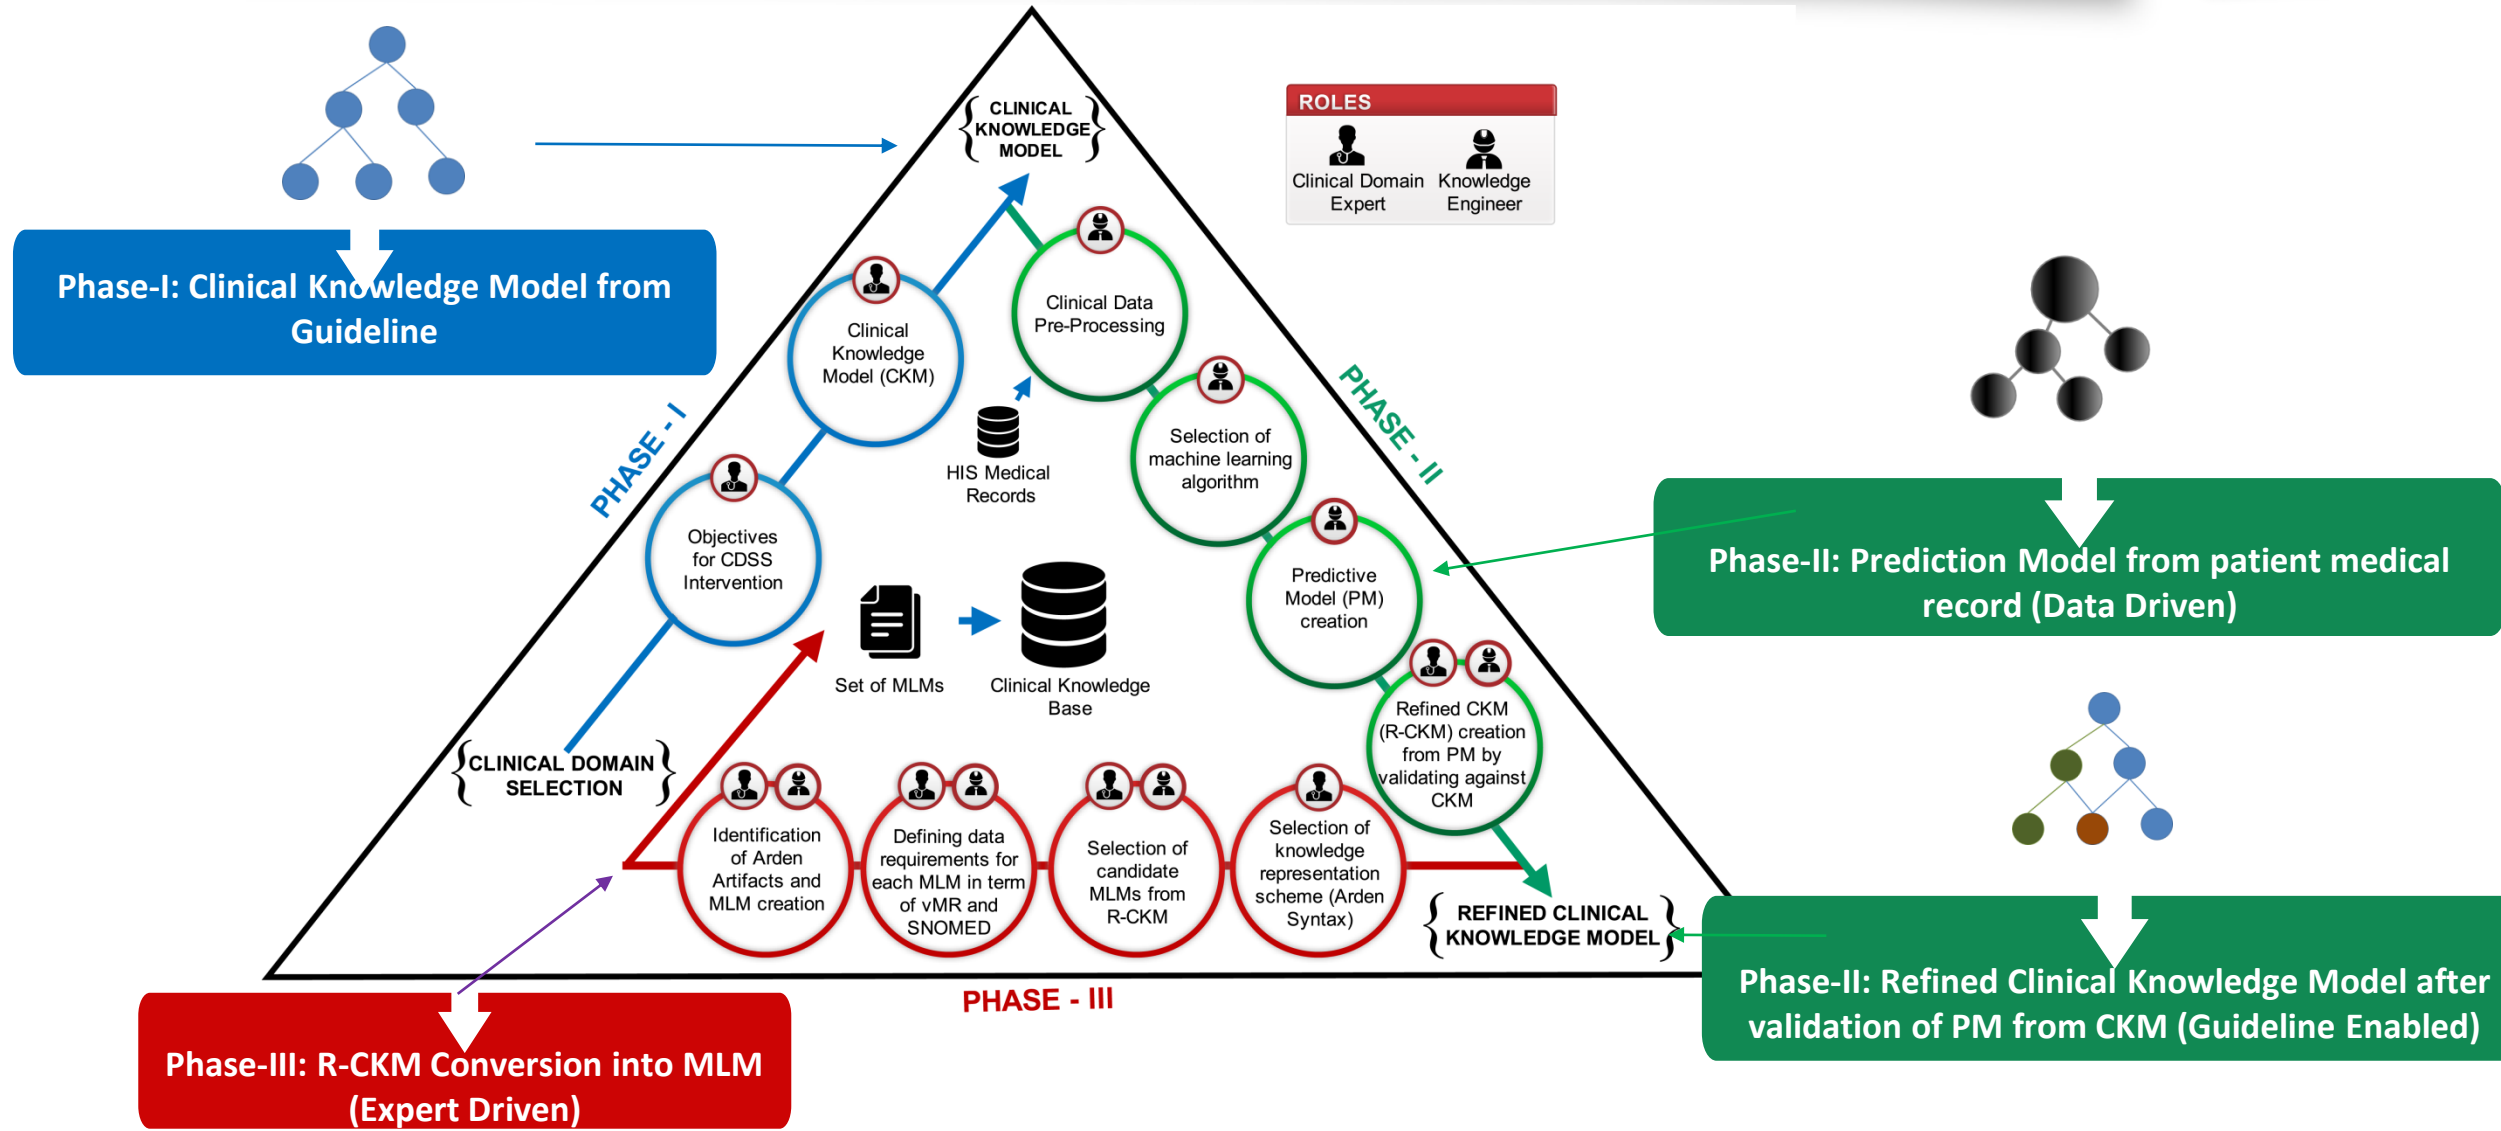 CLINICAL
KNOWLEDGE
MODEL
ROLES
Clinical Domain
Expert
Knowledge
Engineer
Phase-I: Clinical Knowledge Model from
Guideline
Clinical
Knowledge
Model (CKM)
Clinical Data
Pre-Processing
PHASE - I
PHASE - II
HIS Medical
Records
Selection of
machine learning
algorithm
Objectives
for CDSS
Intervention
Predictive
Model (PM)
creation
Phase-II: Prediction Model from patient medical
record (Data Driven)
Set of MLMs
Clinical Knowledge
Base
Refined CKM
(R-CKM) creation
from PM by
validating against
CKM
CLINICAL DOMAIN
SELECTION
Identification
of Arden
Artifacts and
MLM creation
Defining data
requirements for
each MLM in term
of vMR and
SNOMED
Selection of
candidate
MLMs from
R-CKM
Selection of
knowledge
representation
scheme (Arden
Syntax)
REFINED CLINICAL
KNOWLEDGE MODEL
PHASE - III
Phase-II: Refined Clinical Knowledge Model after
validation of PM from CKM (Guideline Enabled)
Phase-III: R-CKM Conversion into MLM
(Expert Driven)